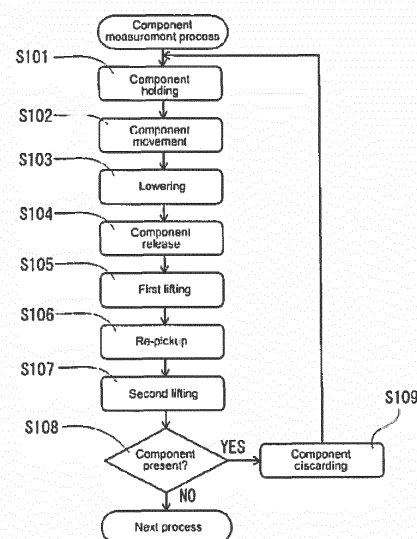 Component
measurement process
S101
Component
holding
S102
Component
movement
S103
Lowering
S104
Component
release
S105
First lifting
S106
Re-pickup
S107
Second lifting
S108
Component
present?
YES
NO
S109
Component
ciscarding
Next process